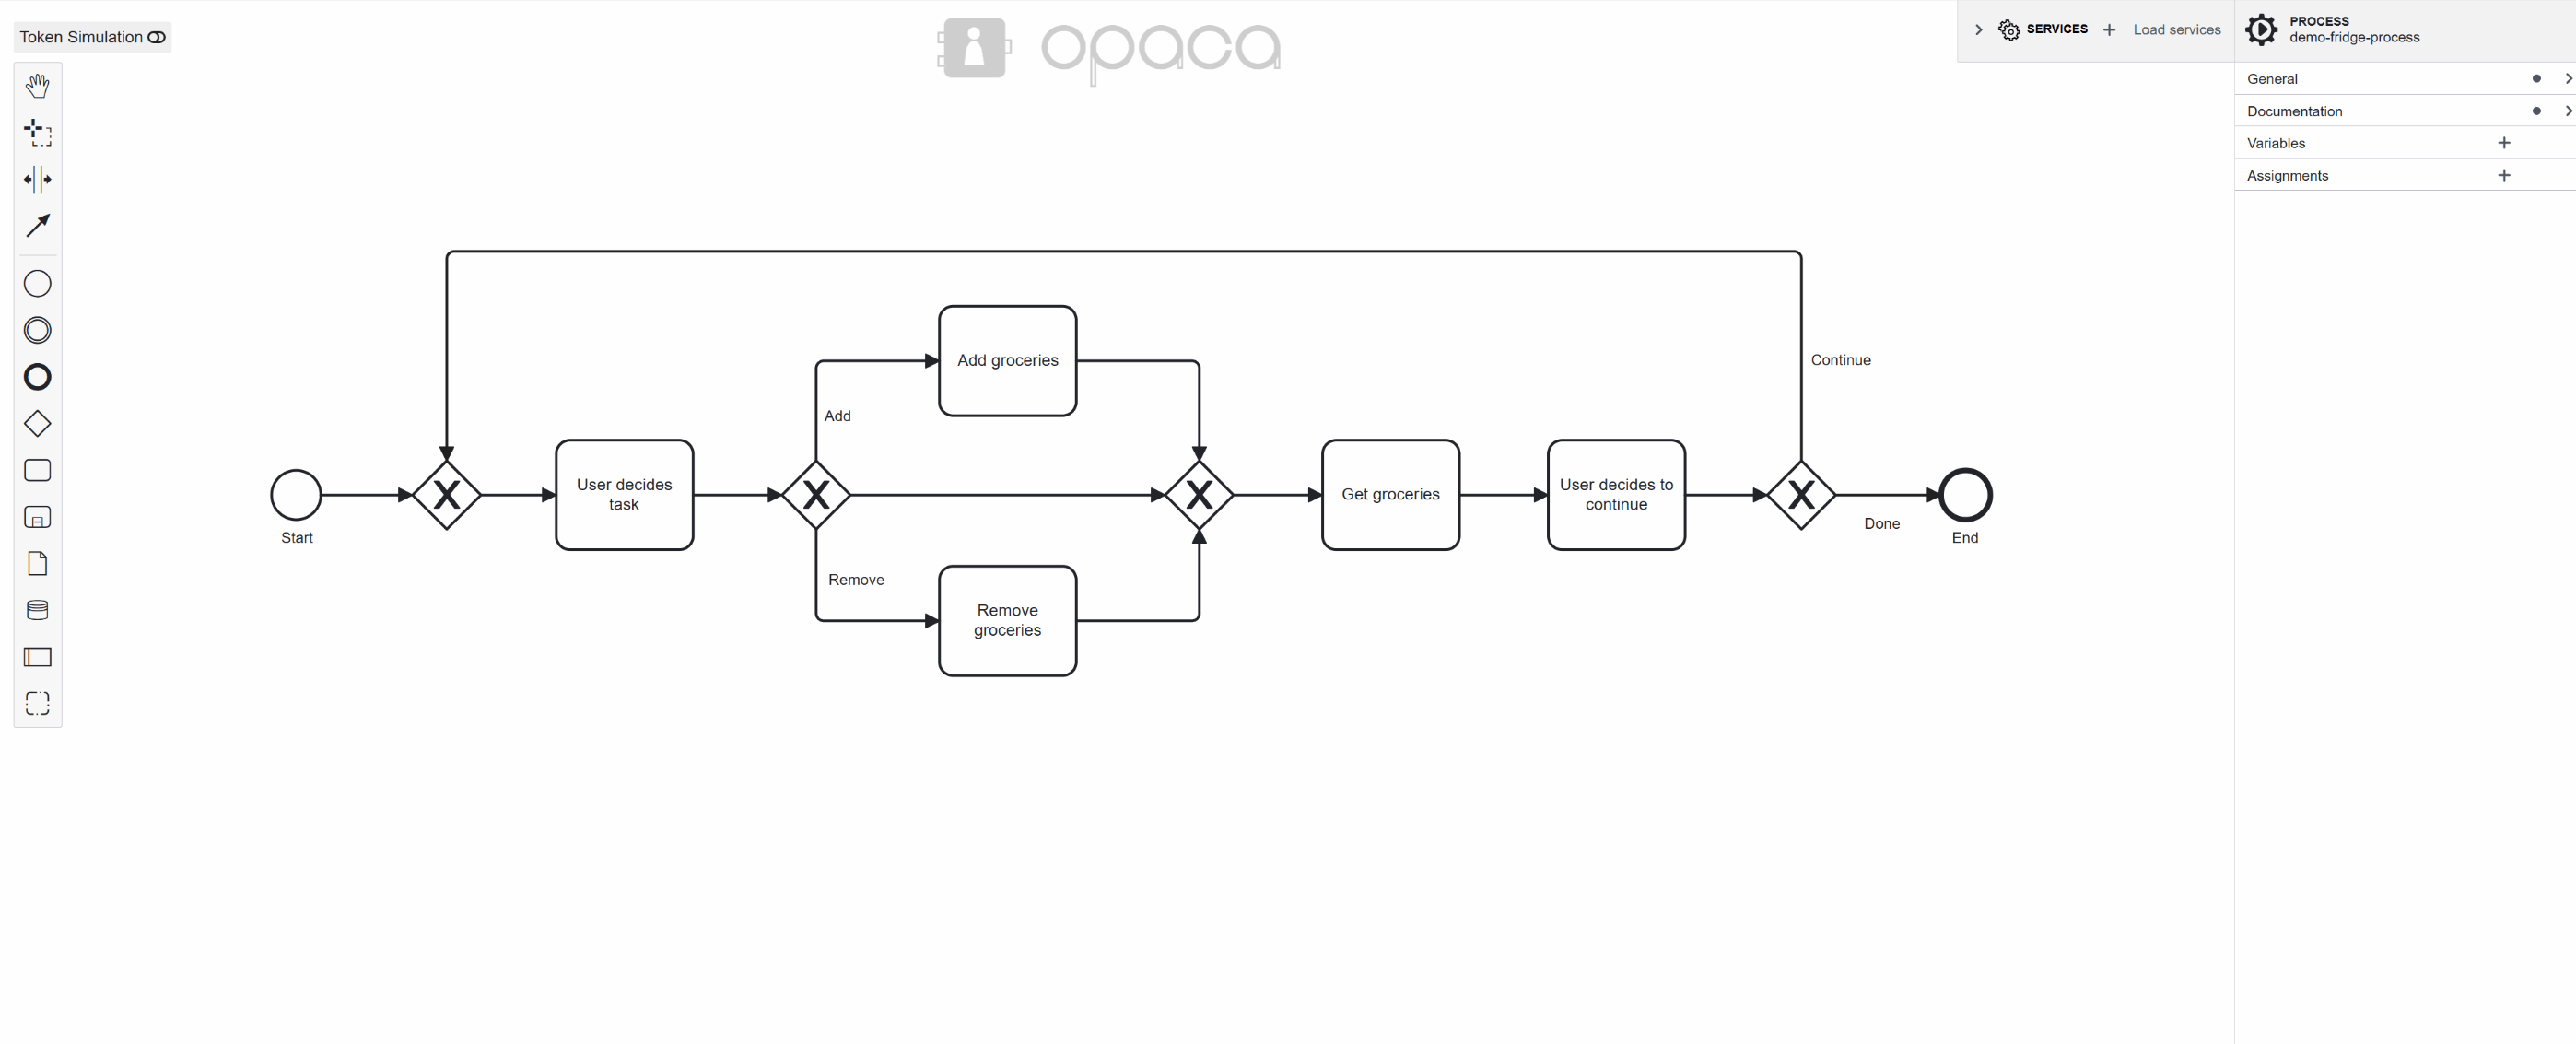 Token Simulation
opaca
SERVICES
Load services
PROCESS
demo-fridge-process
General
Documentation
Variables
Assignments
Continue
Add groceries
Add
User decides
task
Get groceries
User decides to
continue
Start
Done
End
Remove
Remove
groceries